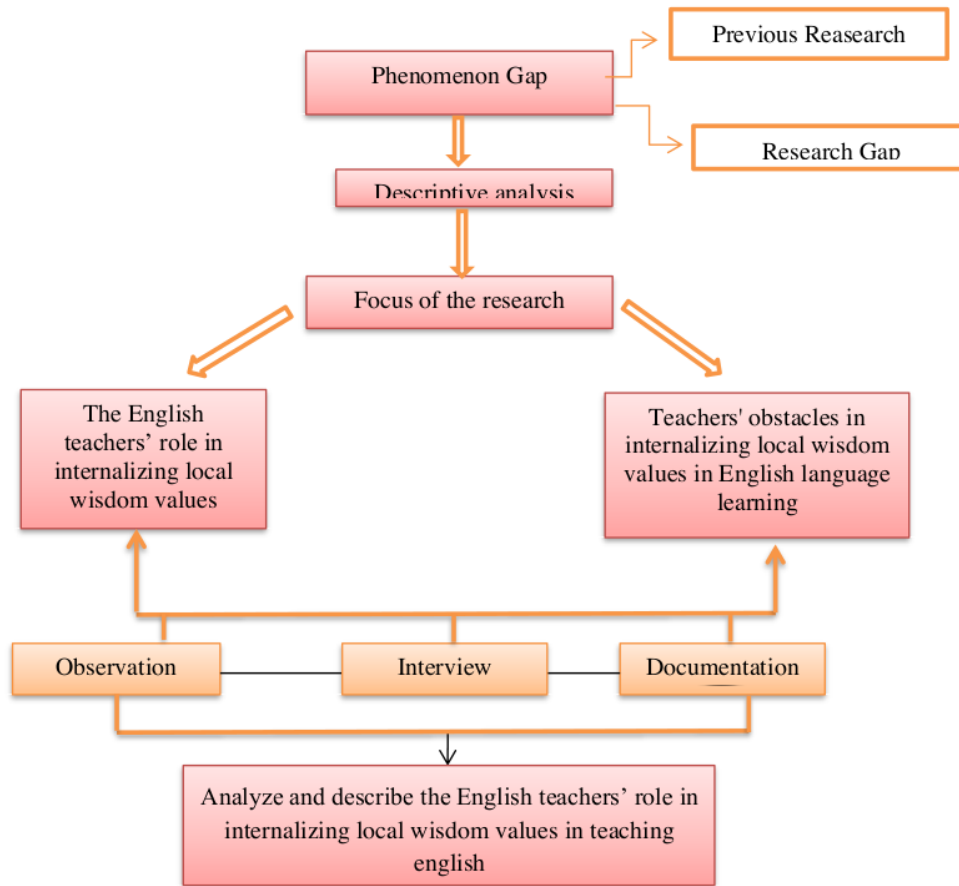 Previous Reasearch
Phenomenon Gap
Research Gap
Descriptive analysis
Focus of the research
The English
teachers’ role in
internalizing local
wisdom values
Teachers' obstacles in
internalizing local wisdom
values in English language
learning
Observation
Interview
Documentation
Analyze and describe the English teachers’ role in
internalizing local wisdom values in teaching
english